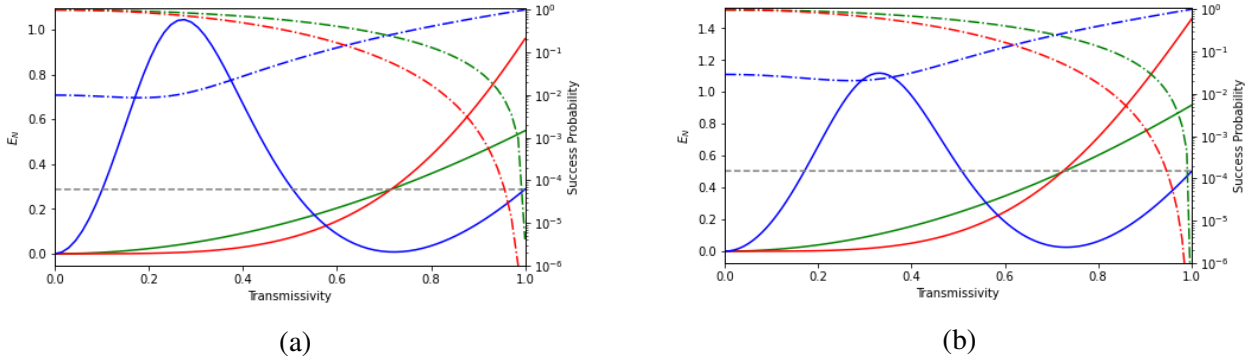 1.0
0.8
0.6
0.4
0.2
0.0
E_N
0.0 0.2 0.4 0.6 0.8 1.0
Transmissivity
10^0
10^{-1}
10^{-2}
10^{-3}
10^{-4}
10^{-5}
10^{-6}
Success Probability
(a)
1.4
1.2
1.0
0.8
0.6
0.4
0.2
0.0
E_N
0.0 0.2 0.4 0.6 0.8 1.0
Transmissivity
10^0
10^{-1}
10^{-2}
10^{-3}
10^{-4}
10^{-5}
10^{-6}
Success Probability
(b)